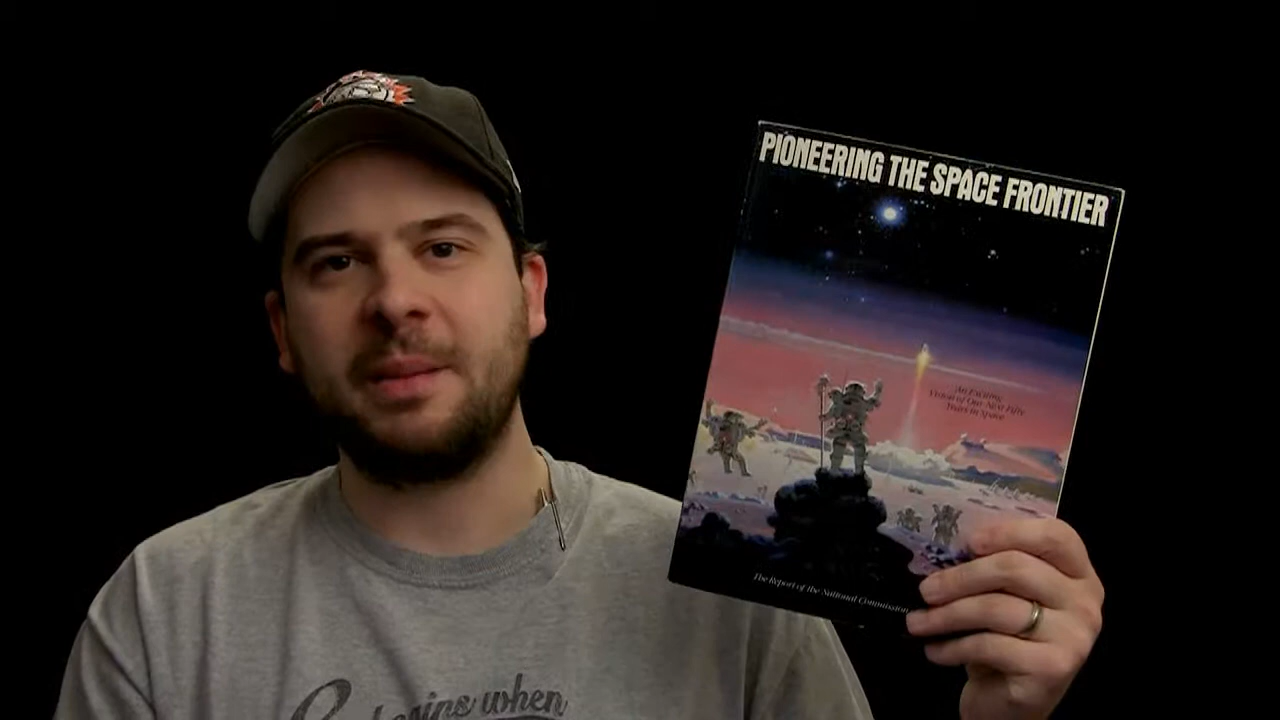 PIONEERING THE SPACE FRONTIER
An Exciting
Vision of Our Next Fifty
Years in Space
The Report of the National Commission
when